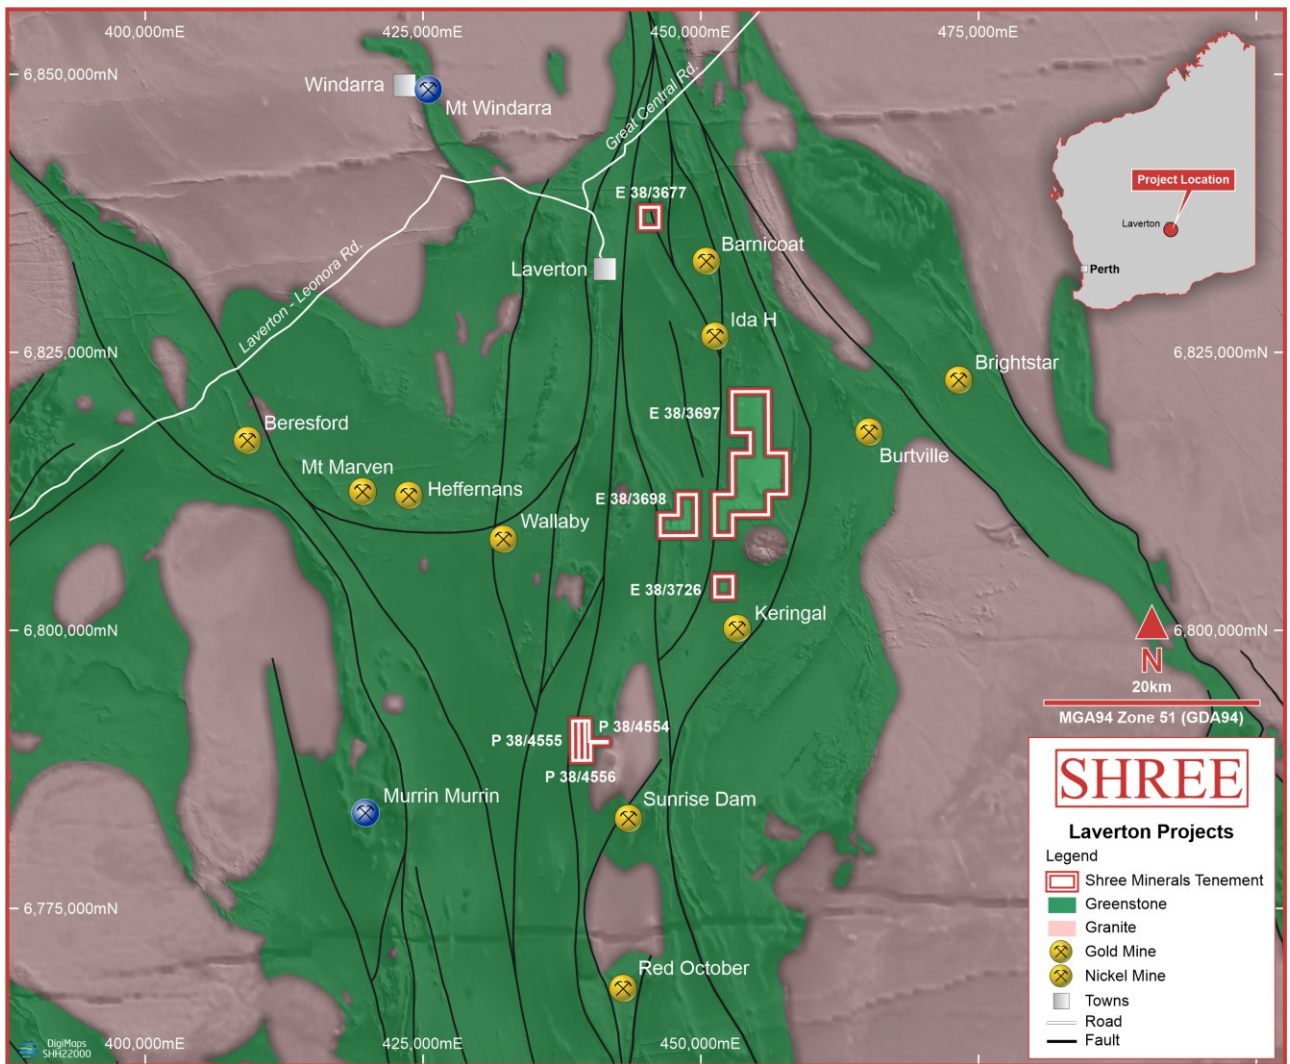 400,000mE
425,000mE
450,000mE
475,000mE
6,850,000mN
Windarra
Mt Windarra
Great Central Rd.
E 38/3677
Project Location
Laverton
Perth
Barnicoat
Laverton
Laverton - Leonora Rd.
Ida H
6,825,000mN
6,825,000mN
Brightstar
E 38/3697
Beresford
Burtville
Mt Marven
Heffernans
E 38/3698
Wallaby
E 38/3726
Keringal
6,800,000mN
6,800,000mN
N
20km
MGA94 Zone 51 (GDA94)
P 38/4554
P 38/4555
P 38/4556
Murrin Murrin
Sunrise Dam
SHREE
Laverton Projects
Legend
Shree Minerals Tenement
Greenstone
Granite
Gold Mine
Nickel Mine
Towns
Road
Fault
6,775,000mN
Red October
DigiMaps
SHH22000
400,000mE
425,000mE
450,000mE